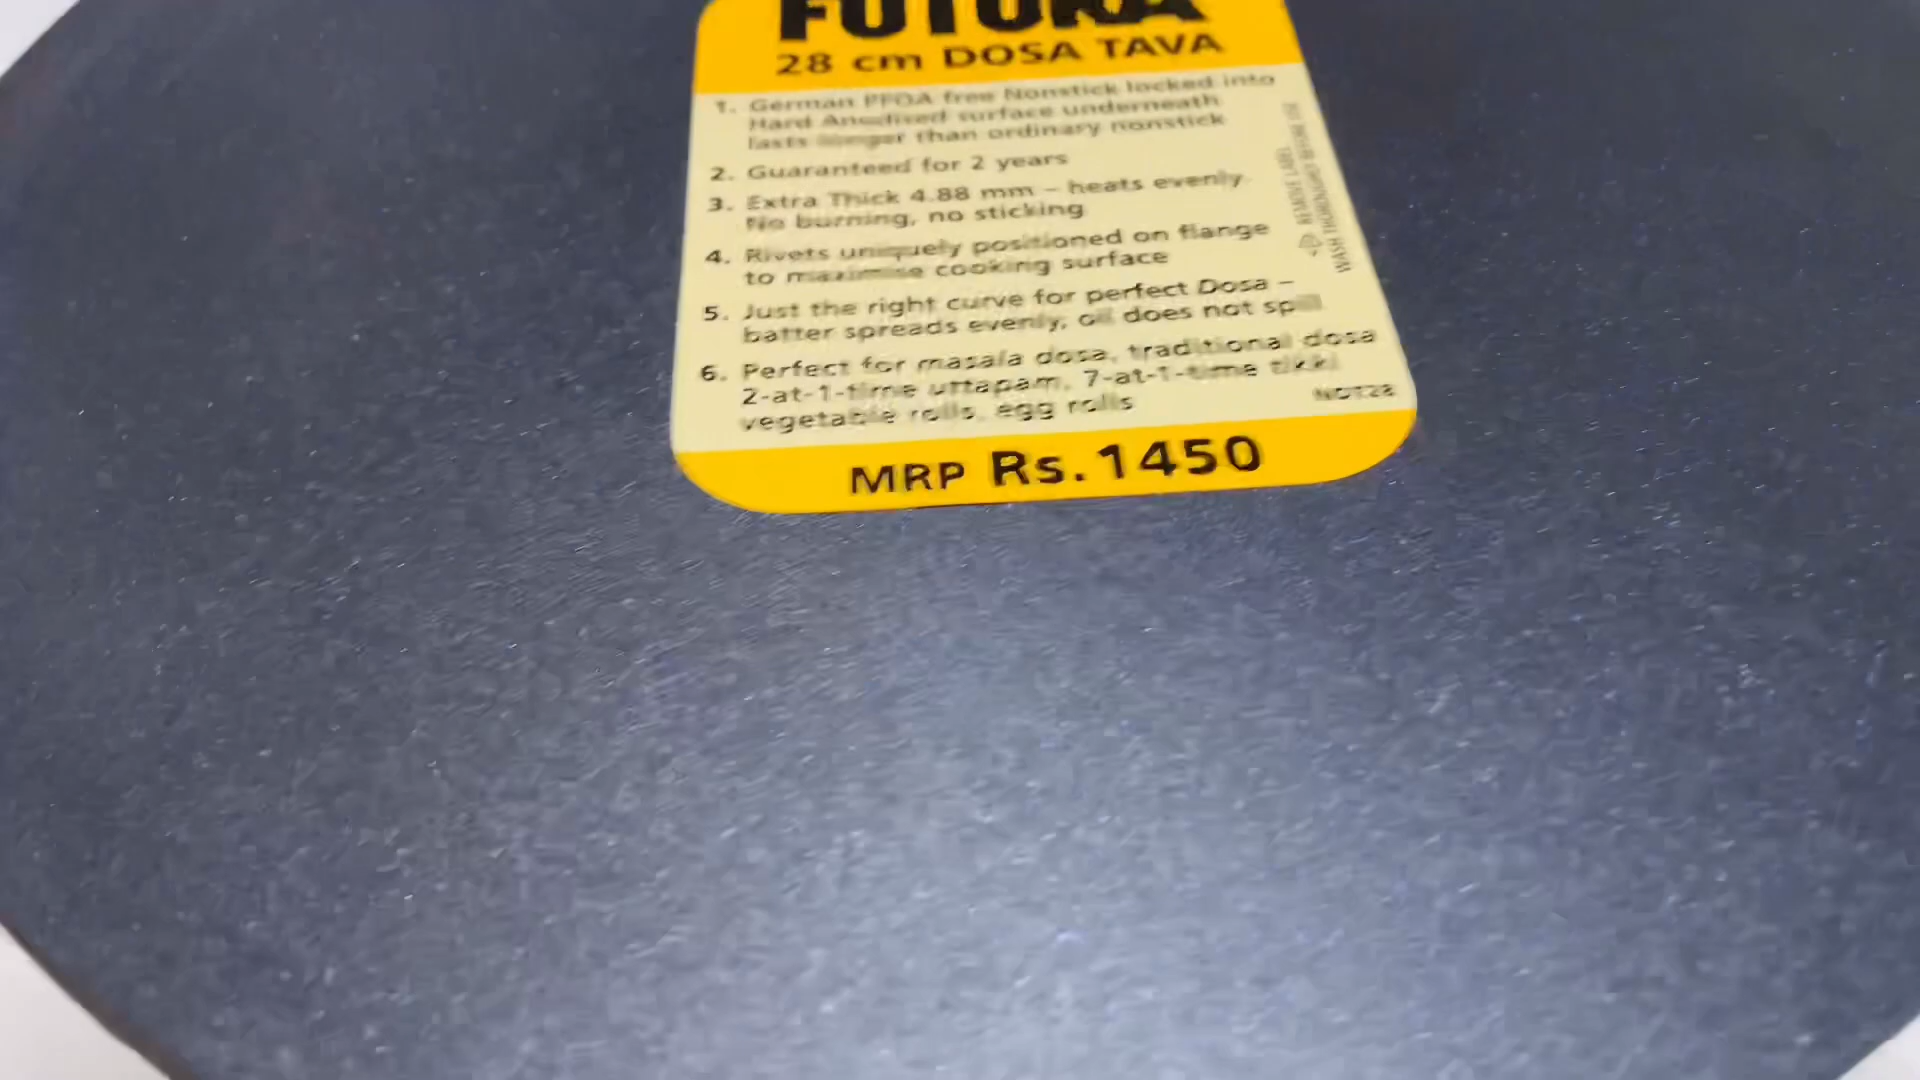 FUTURA
28 cm DOSA TAVA
1. German PFOA free Nonstick locked into
Hard Anodised surface underneath
lasts longer than ordinary nonstick
2. Guaranteed for 2 years
3. Extra Thick 4.88 mm – heats evenly
No burning, no sticking
4. Rivets uniquely positioned on flange
to maximise cooking surface
5. Just the right curve for perfect Dosa –
batter spreads evenly, oil does not spill
6. Perfect for masala dosa, traditional dosa
2-at-1-time uttapam, 7-at-1-time tikki
vegetable rolls, egg rolls
NDT28
REMOVE LABEL
WASH THOROUGHLY BEFORE USE
MRP Rs.1450